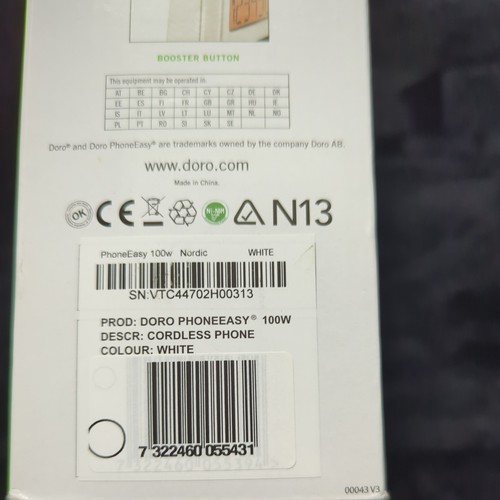 BOOSTER BUTTON
This equipment may be operated in:
AT BE BG CH CY CZ DE DK
EE ES FI FR GB GR HU IE
IS IT LV LT LU MT NL NO
PL PT RO SI SK SE
Doro® and Doro PhoneEasy® are trademarks owned by the company Doro AB.
www.doro.com
Made in China.
OK CE Ni-MH N13
PhoneEasy 100w Nordic WHITE
SN:VTC44702H00313
PROD: DORO PHONEEASY® 100W
DESCR: CORDLESS PHONE
COLOUR: WHITE
7 322460 055431
00043 V3